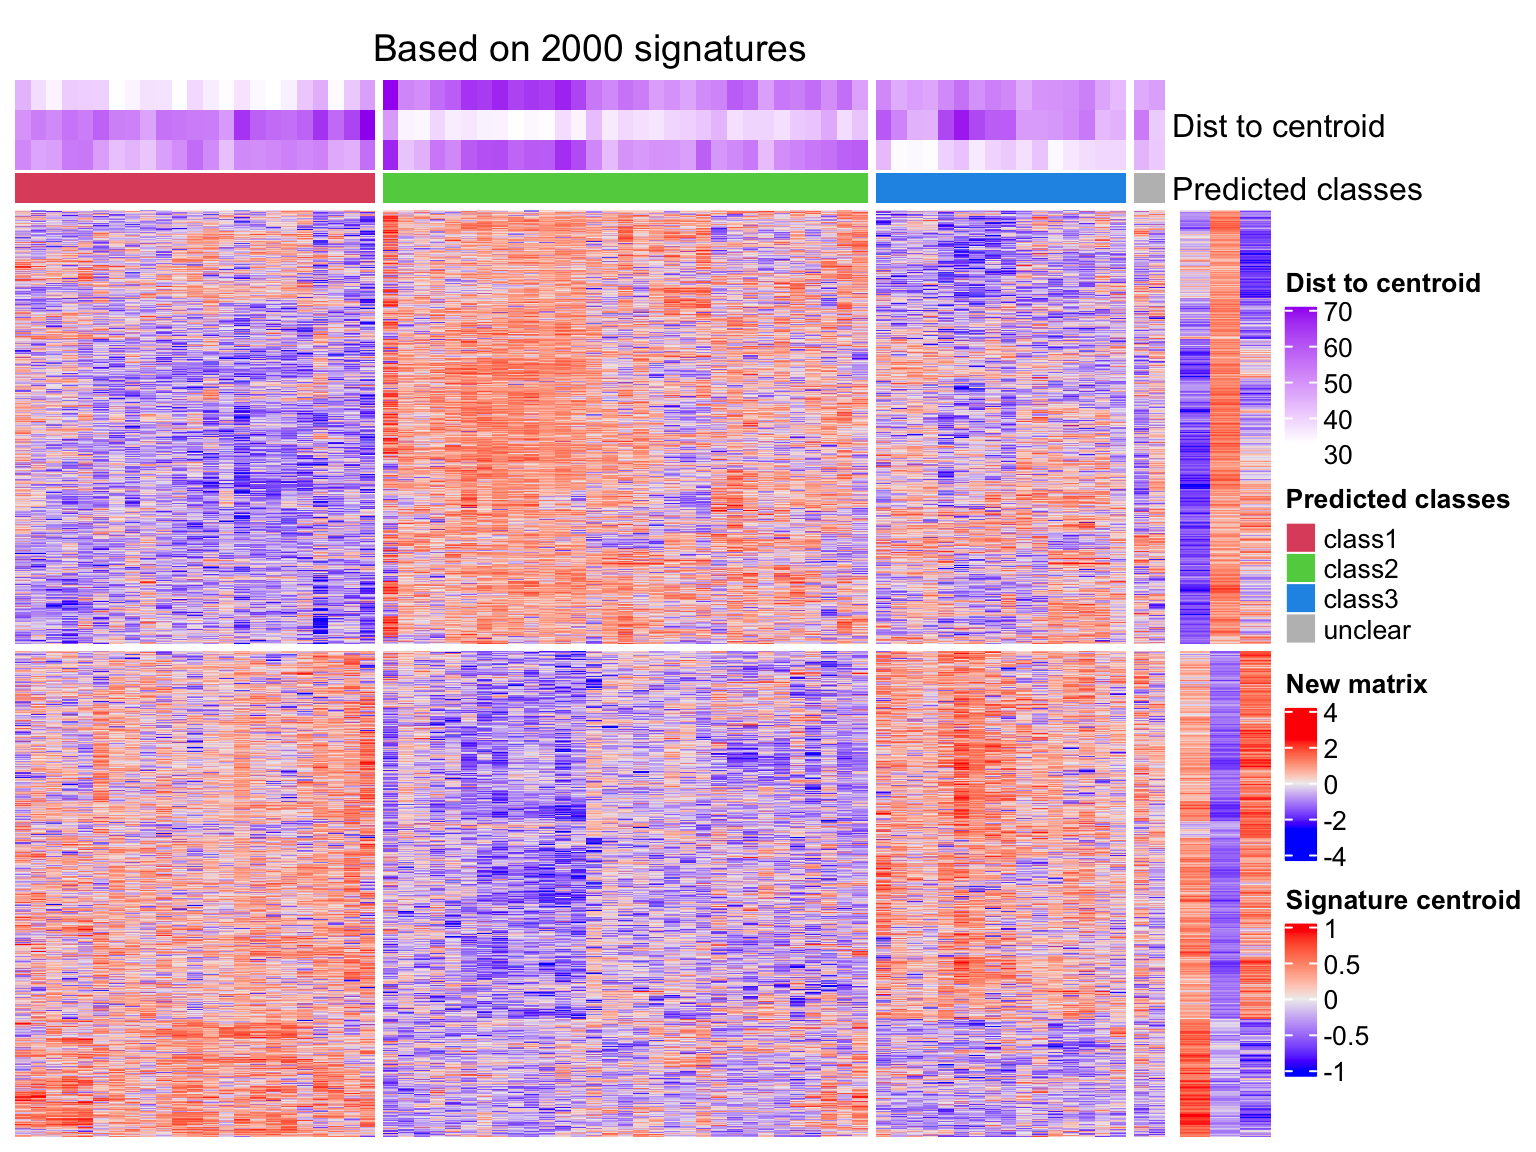 Based on 2000 signatures
Dist to centroid
Predicted classes
Dist to centroid
70
60
50
40
30
Predicted classes
class1
class2
class3
unclear
New matrix
4
2
0
-2
-4
Signature centroid
1
0.5
0
-0.5
-1